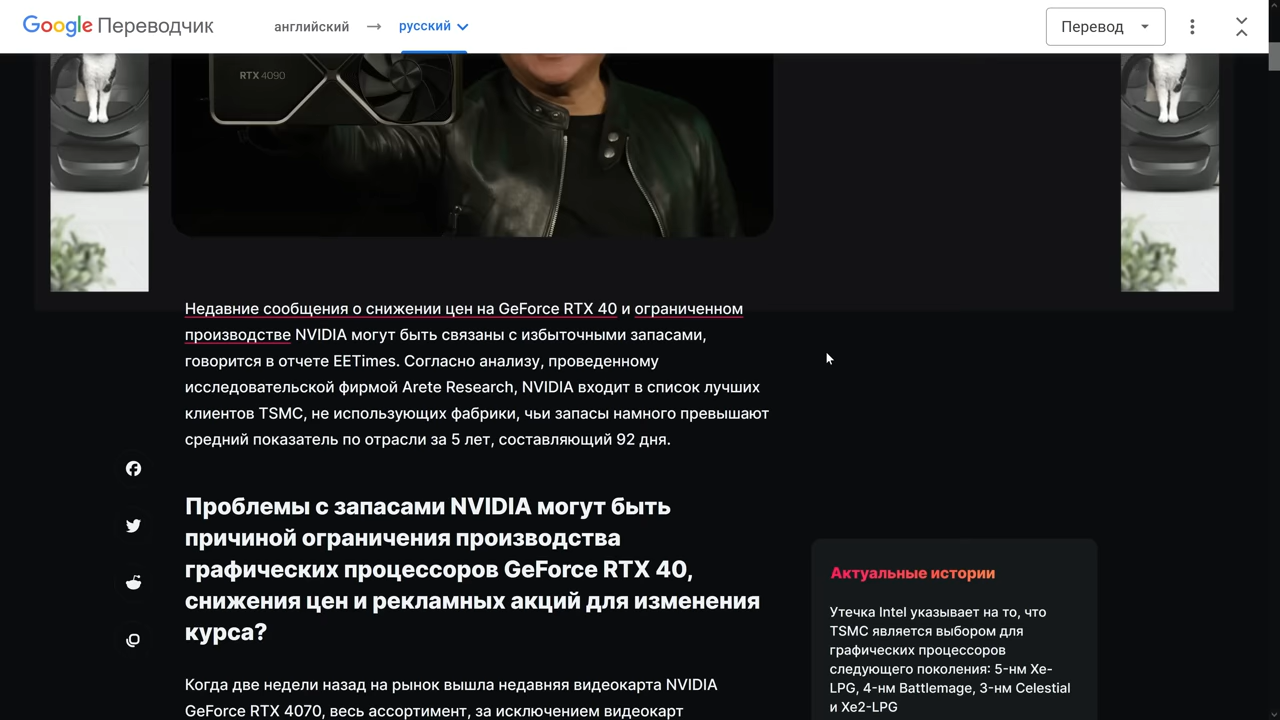 Google Переводчик
английский → русский
Перевод
RTX 4090
Недавние сообщения о снижении цен на GeForce RTX 40 и ограниченном
производстве NVIDIA могут быть связаны с избыточными запасами,
говорится в отчете EETimes. Согласно анализу, проведенному
исследовательской фирмой Arete Research, NVIDIA входит в список лучших
клиентов TSMC, не использующих фабрики, чьи запасы намного превышают
средний показатель по отрасли за 5 лет, составляющий 92 дня.
Проблемы с запасами NVIDIA могут быть
причиной ограничения производства
графических процессоров GeForce RTX 40,
снижения цен и рекламных акций для изменения
курса?
Когда две недели назад на рынок вышла недавняя видеокарта NVIDIA
GeForce RTX 4070, весь ассортимент, за исключением видеокарт
Актуальные истории
Утечка Intel указывает на то, что
TSMC является выбором для
графических процессоров
следующего поколения: 5-нм Xe-
LPG, 4-нм Battlemage, 3-нм Celestial
и Xe2-LPG